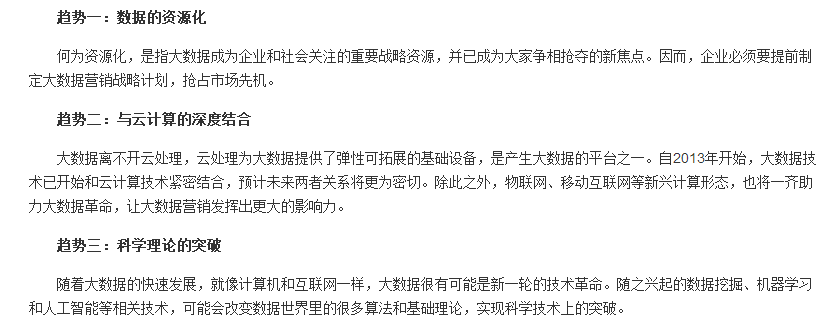 趋势一：数据的资源化
何为资源化，是指大数据成为企业和社会关注的重要战略资源，并已成为大家争相抢夺的新焦点。因而，企业必须要提前制
定大数据营销战略计划，抢占市场先机。
趋势二：与云计算的深度结合
大数据离不开云处理，云处理为大数据提供了弹性可拓展的基础设备，是产生大数据的平台之一。自2013年开始，大数据技
术已开始和云计算技术紧密结合，预计未来两者关系将更为密切。除此之外，物联网、移动互联网等新兴计算形态，也将一齐助
力大数据革命，让大数据营销发挥出更大的影响力。
趋势三：科学理论的突破
随着大数据的快速发展，就像计算机和互联网一样，大数据很有可能是新一轮的技术革命。随之兴起的数据挖掘、机器学习
和人工智能等相关技术，可能会改变数据世界里的很多算法和基础理论，实现科学技术上的突破。